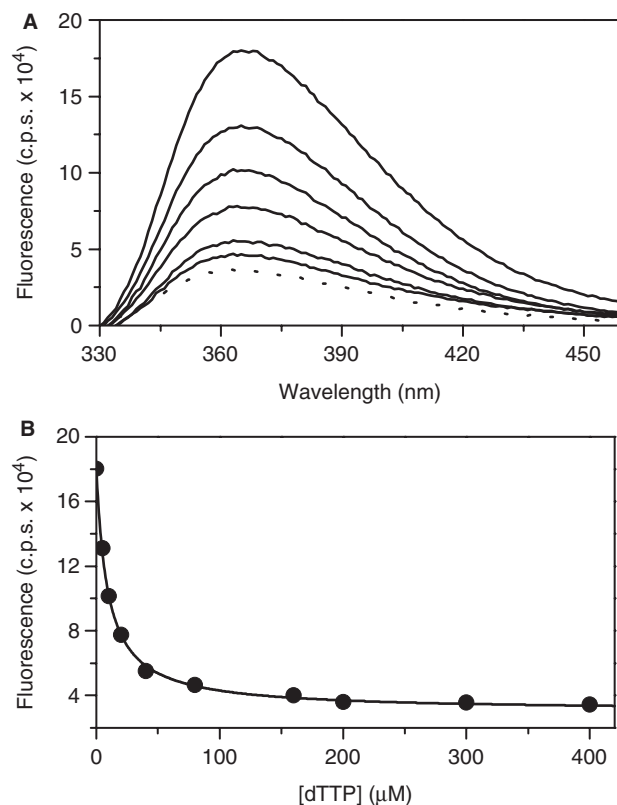 A
20
15
10
5
0
Fluorescence (c.p.s. x 10⁴)
330 360 390 420 450
Wavelength (nm)
B
20
16
12
8
4
Fluorescence (c.p.s. x 10⁴)
0 100 200 300 400
[dTTP] (μM)